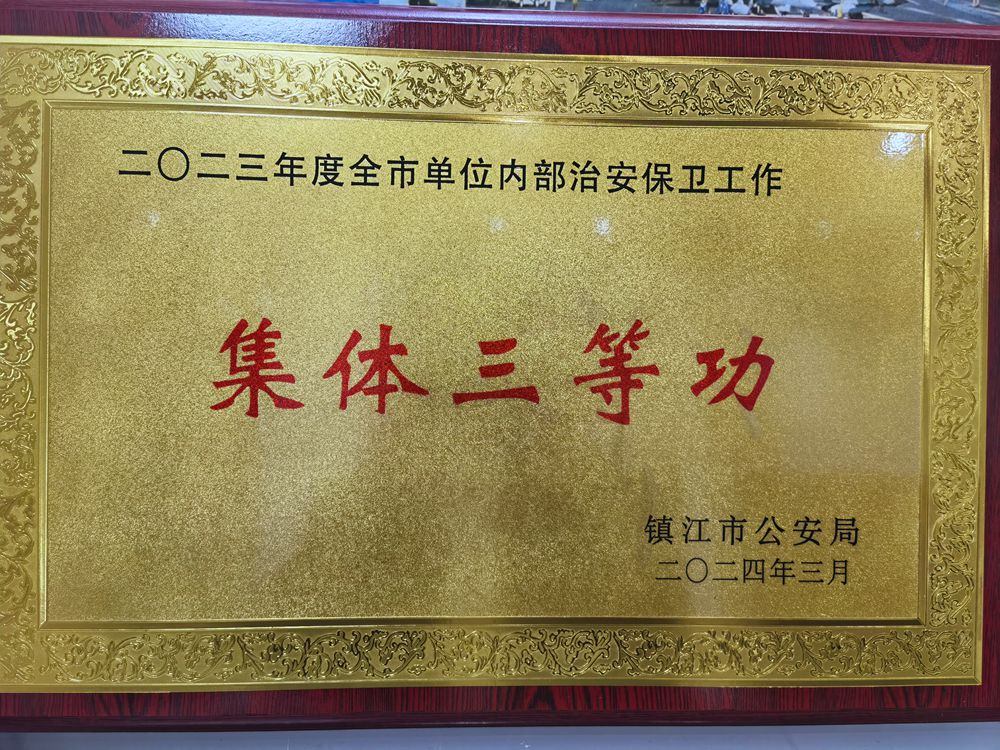 二〇二三年度全市单位内部治安保卫工作
集体三等功
镇江市公安局
二〇二四年三月